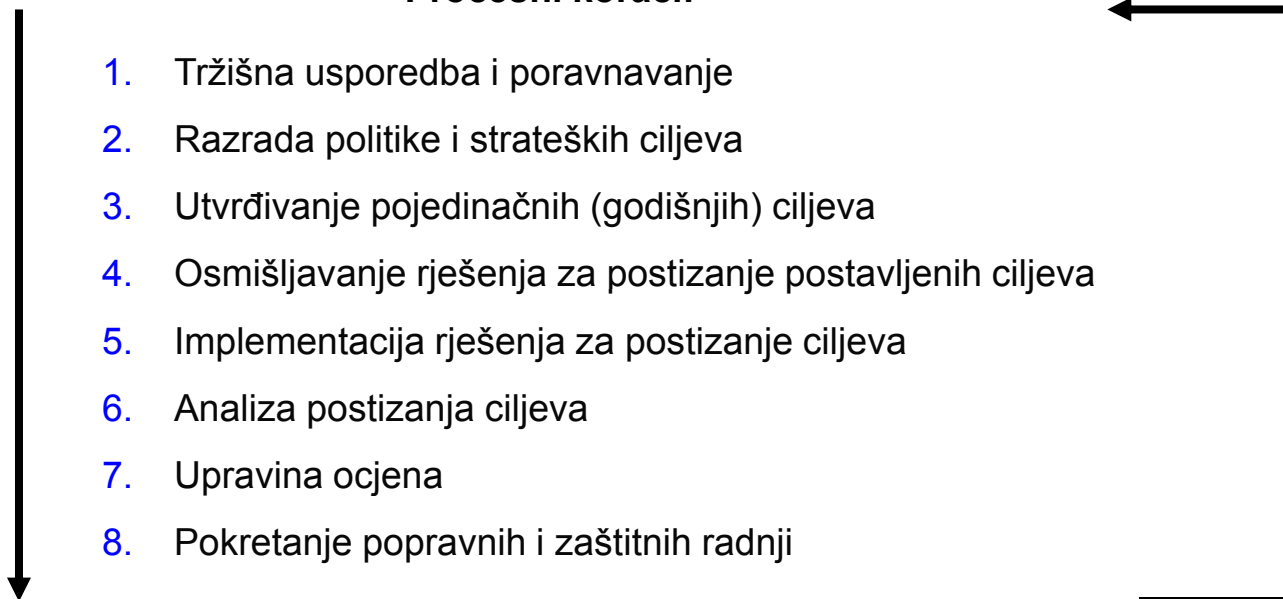 1. Tržišna usporedba i poravnavanje
2. Razrada politike i strateških ciljeva
3. Utvrđivanje pojedinačnih (godišnjih) ciljeva
4. Osmišljavanje rješenja za postizanje postavljenih ciljeva
5. Implementacija rješenja za postizanje ciljeva
6. Analiza postizanja ciljeva
7. Upravina ocjena
8. Pokretanje popravnih i zaštitnih radnji